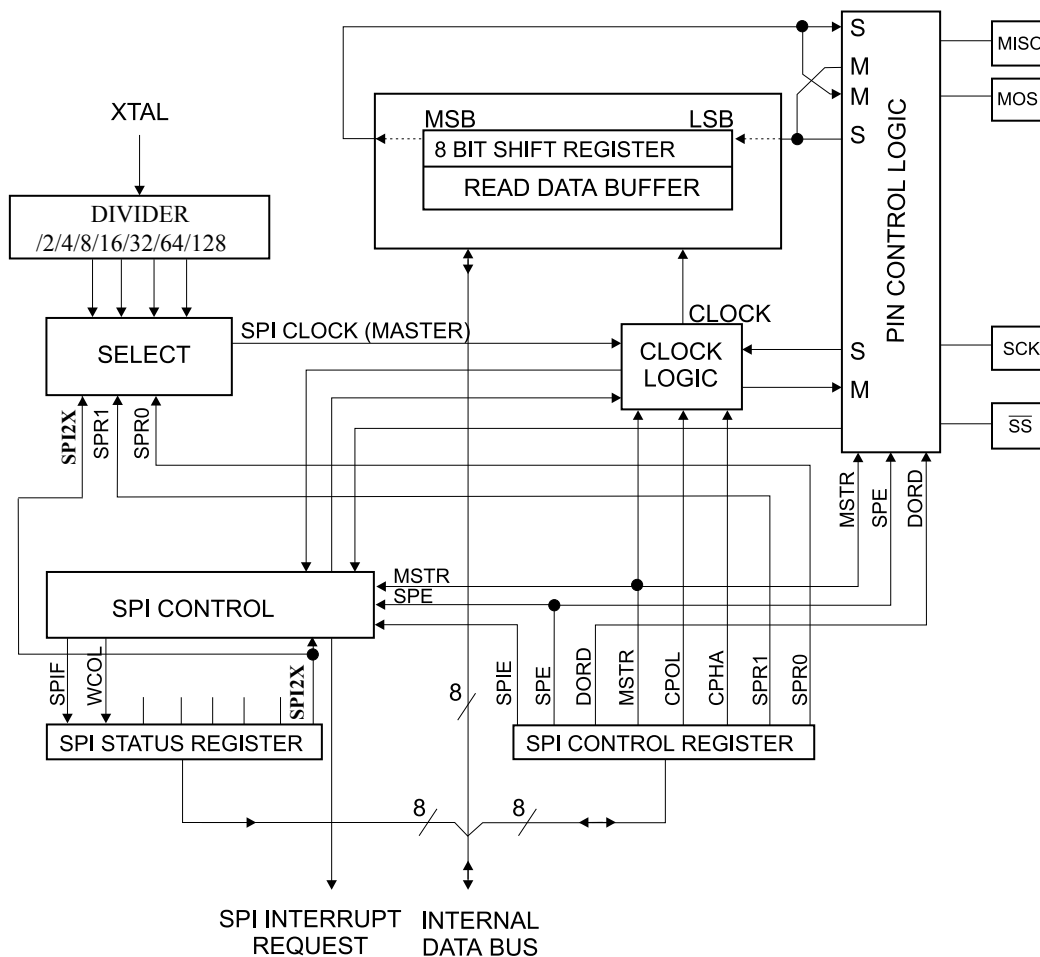 S
MISO
M
M
MOS
MSB
LSB
S
8 BIT SHIFT REGISTER
READ DATA BUFFER
XTAL
DIVIDER
/2/4/8/16/32/64/128
PIN CONTROL LOGIC
CLOCK
SPI CLOCK (MASTER)
SELECT
CLOCK
LOGIC
S
SCK
M
SS
SPI2X
SPR1
SPR0
MSTR
SPE
DORD
MSTR
SPE
SPI CONTROL
SPIF
WCOL
SPI2X
8
SPIE
SPE
DORD
MSTR
CPOL
CPHA
SPR1
SPR0
SPI STATUS REGISTER
SPI CONTROL REGISTER
8
8
SPI INTERRUPT
REQUEST
INTERNAL
DATA BUS